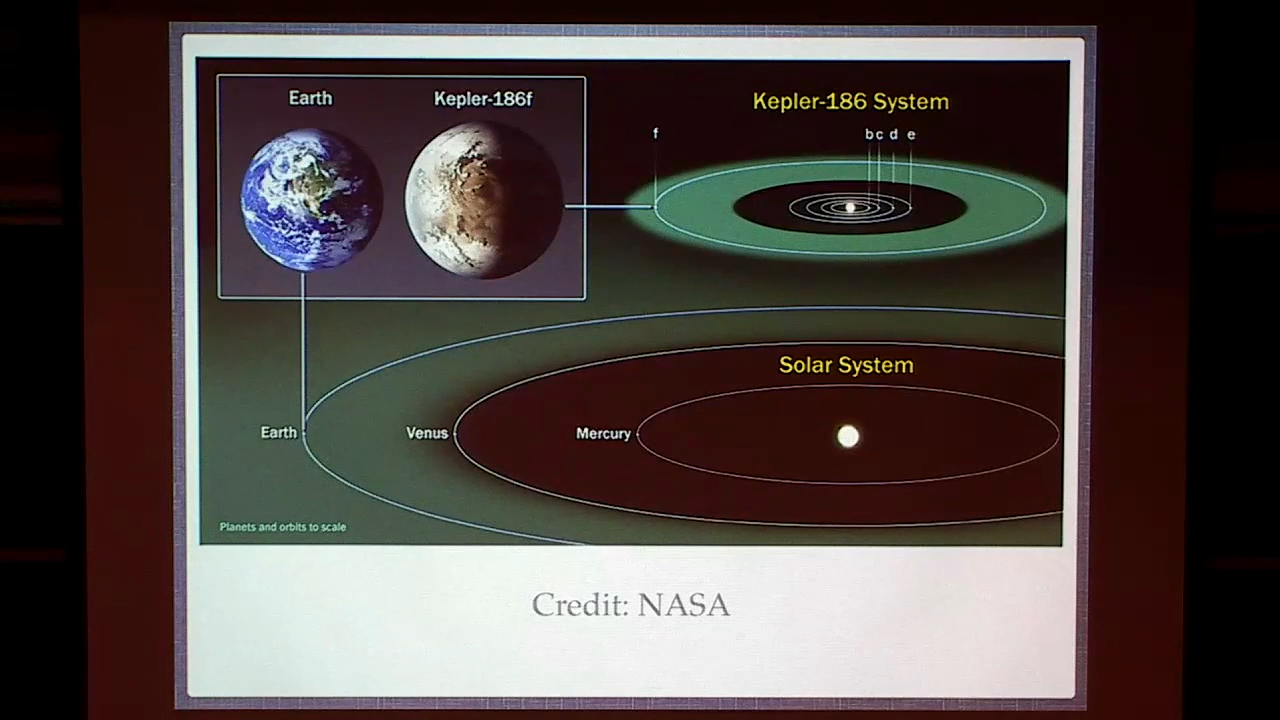 Earth
Kepler-186f
Kepler-186 System
f
b c d e
Solar System
Earth
Venus
Mercury
Planets and orbits to scale
Credit: NASA